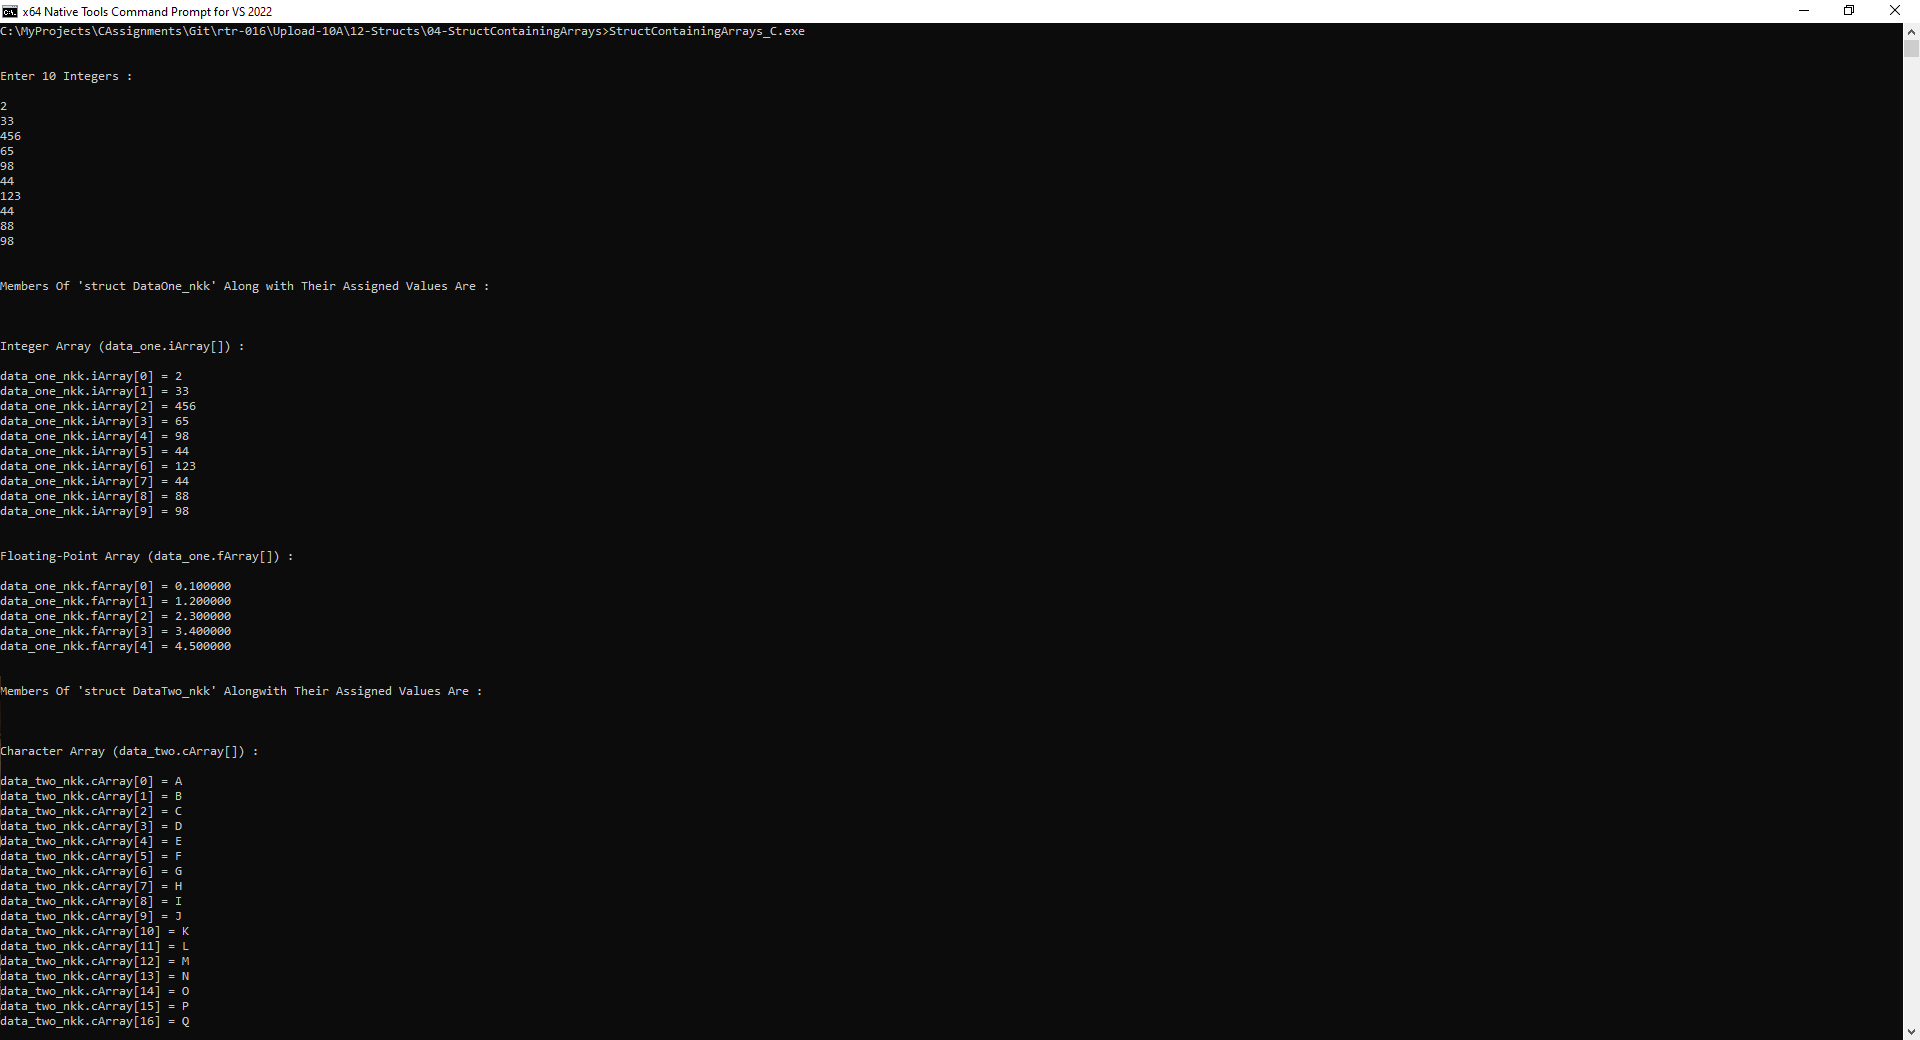 x64 Native Tools Command Prompt for VS 2022
C:\MyProjects\CAssignments\Git\rtr-016\Upload-10A\12-Structs\04-StructContainingArrays>StructContainingArrays_C.exe
Enter 10 Integers :
2
33
456
65
98
44
123
44
88
98
Members Of 'struct DataOne_nkk' Along with Their Assigned Values Are :
Integer Array (data_one.iArray[]) :
data_one_nkk.iArray[0] = 2
data_one_nkk.iArray[1] = 33
data_one_nkk.iArray[2] = 456
data_one_nkk.iArray[3] = 65
data_one_nkk.iArray[4] = 98
data_one_nkk.iArray[5] = 44
data_one_nkk.iArray[6] = 123
data_one_nkk.iArray[7] = 44
data_one_nkk.iArray[8] = 88
data_one_nkk.iArray[9] = 98
Floating-Point Array (data_one.fArray[]) :
data_one_nkk.fArray[0] = 0.100000
data_one_nkk.fArray[1] = 1.200000
data_one_nkk.fArray[2] = 2.300000
data_one_nkk.fArray[3] = 3.400000
data_one_nkk.fArray[4] = 4.500000
Members Of 'struct DataTwo_nkk' Alongwith Their Assigned Values Are :
Character Array (data_two.cArray[]) :
data_two_nkk.cArray[0] = A
data_two_nkk.cArray[1] = B
data_two_nkk.cArray[2] = C
data_two_nkk.cArray[3] = D
data_two_nkk.cArray[4] = E
data_two_nkk.cArray[5] = F
data_two_nkk.cArray[6] = G
data_two_nkk.cArray[7] = H
data_two_nkk.cArray[8] = I
data_two_nkk.cArray[9] = J
data_two_nkk.cArray[10] = K
data_two_nkk.cArray[11] = L
data_two_nkk.cArray[12] = M
data_two_nkk.cArray[13] = N
data_two_nkk.cArray[14] = O
data_two_nkk.cArray[15] = P
data_two_nkk.cArray[16] = Q